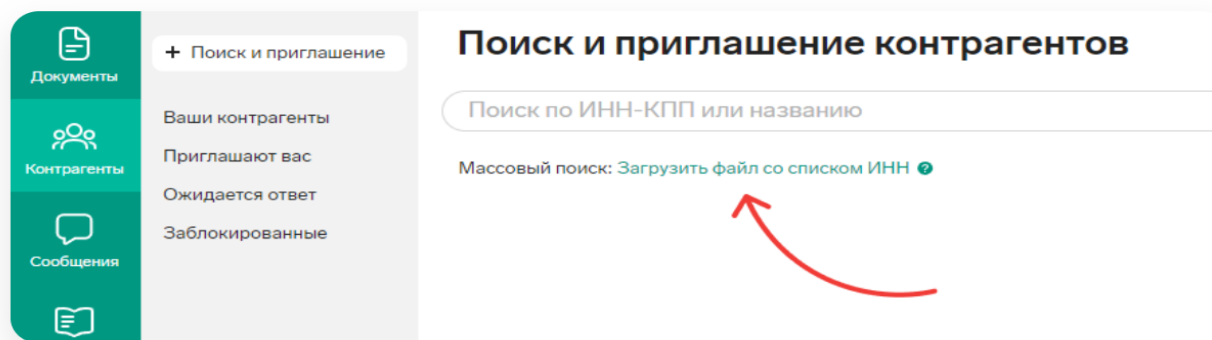 Документы
Контрагенты
Сообщения
+ Поиск и приглашение
Ваши контрагенты
Приглашают вас
Ожидается ответ
Заблокированные
Поиск и приглашение контрагентов
Поиск по ИНН-КПП или названию
Массовый поиск: Загрузить файл со списком ИНН ?